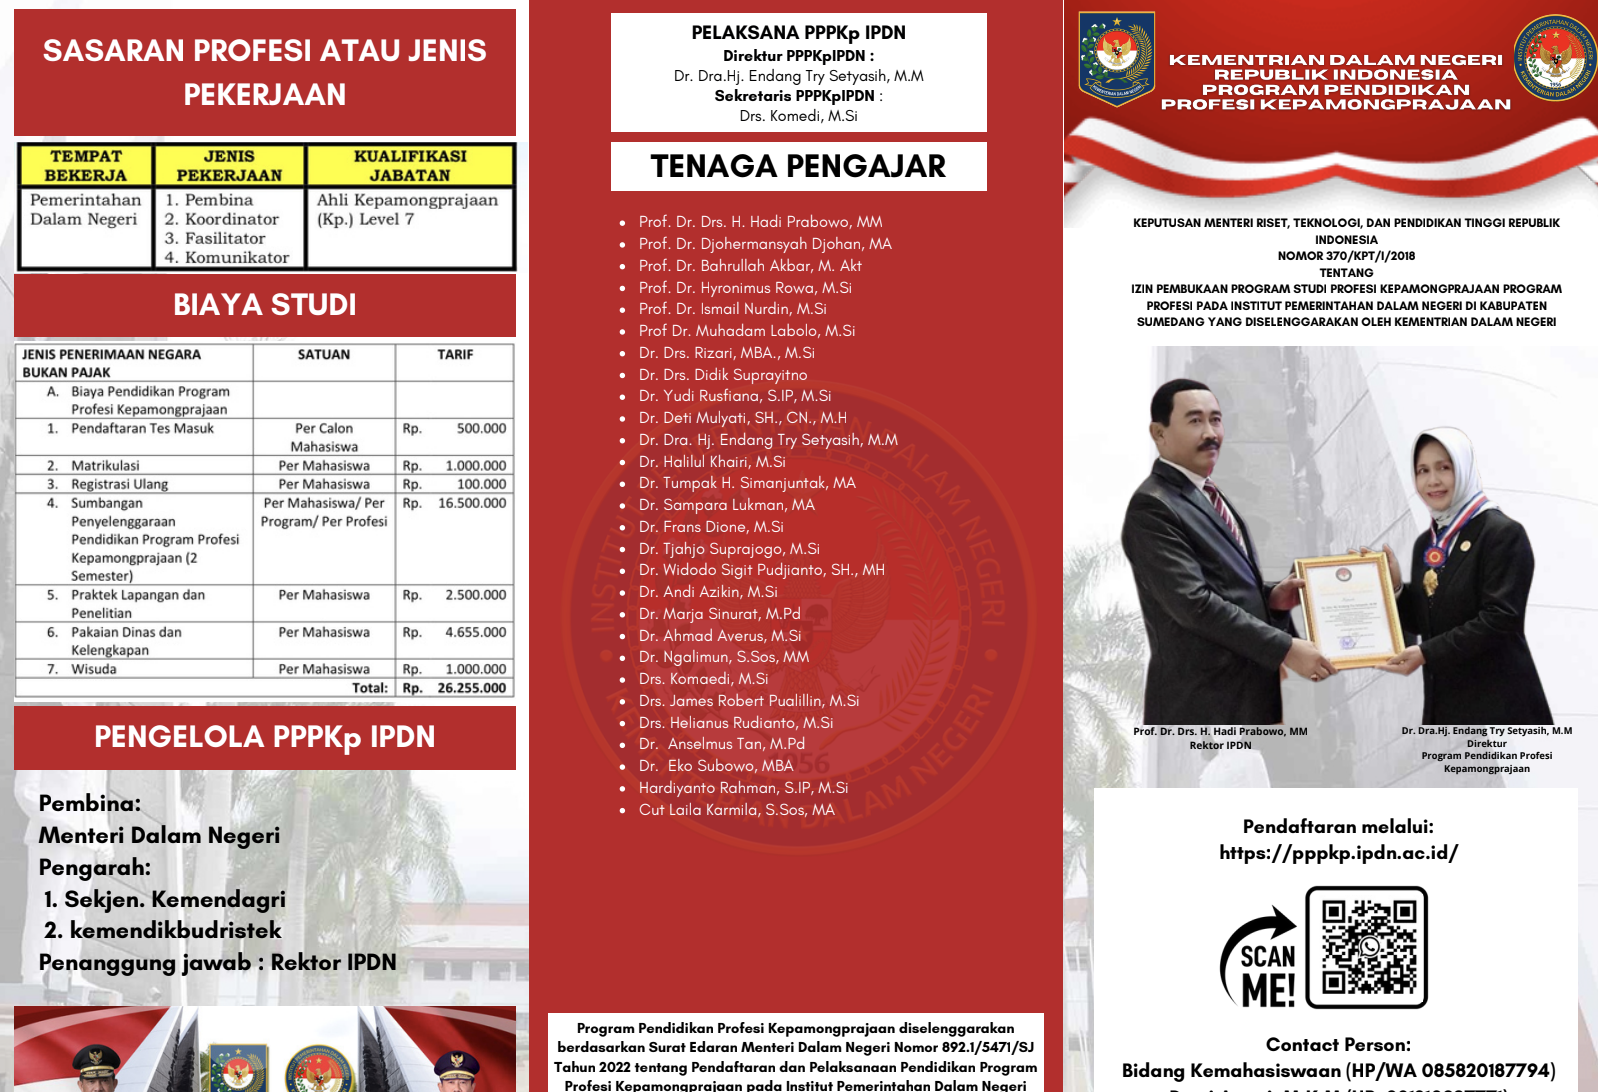 SASARAN PROFESI ATAU JENIS
PEKERJAAN
TEMPAT BEKERJA JENIS PEKERJAAN KUALIFIKASI JABATAN
Pemerintahan Dalam Negeri
1. Pembina
2. Koordinator
3. Fasilitator
4. Komunikator
Ahli Kepamongprajaan
(Kp.) Level 7
BIAYA STUDI
JENIS PENERIMAAN NEGARA BUKAN PAJAK SATUAN TARIF
A. Biaya Pendidikan Program
Profesi Kepamongprajaan
1. Pendaftaran Tes Masuk Per Calon Mahasiswa Rp. 500.000
2. Matrikulasi Per Mahasiswa Rp. 1.000.000
3. Registrasi Ulang Per Mahasiswa Rp. 100.000
4. Sumbangan Penyelenggaraan Pendidikan Program Profesi Kepamongprajaan (2 Semester) Per Mahasiswa/ Per Program/ Per Profesi Rp. 16.500.000
5. Praktek Lapangan dan Penelitian Per Mahasiswa Rp. 2.500.000
6. Pakaian Dinas dan Kelengkapan Per Mahasiswa Rp. 4.655.000
7. Wisuda Per Mahasiswa Rp. 1.000.000
Total: Rp. 26.255.000
PENGELOLA PPPKp IPDN
Pembina:
Menteri Dalam Negeri
Pengarah:
1. Sekjen. Kemendagri
2. kemendikbudristek
Penanggung jawab : Rektor IPDN
PELAKSANA PPPKp IPDN
Direktur PPPKpIPDN :
Dr. Dra.Hj. Endang Try Setyasih, M.M
Sekretaris PPPKpIPDN :
Drs. Komedi, M.Si
TENAGA PENGAJAR
Prof. Dr. Drs. H. Hadi Prabowo, MM
Prof. Dr. Djohermansyah Djohan, MA
Prof. Dr. Bahrullah Akbar, M. Akt
Prof. Dr. Hyronimus Rowa, M.Si
Prof. Dr. Ismail Nurdin, M.Si
Prof Dr. Muhadam Labolo, M.Si
Dr. Drs. Rizari, MBA., M.Si
Dr. Drs. Didik Suprayitno
Dr. Yudi Rusfiana, S.IP, M.Si
Dr. Deti Mulyati, SH., CN., M.H
Dr. Dra. Hj. Endang Try Setyasih, M.M
Dr. Halilul Khairi, M.Si
Dr. Tumpak H. Simanjuntak, MA
Dr. Sampara Lukman, MA
Dr. Frans Dione, M.Si
Dr. Tjahjo Suprajogo, M.Si
Dr. Widodo Sigit Pudjianto, SH., MH
Dr. Andi Azikin, M.Si
Dr. Marja Sinurat, M.Pd
Dr. Ahmad Averus, M.Si
Dr. Ngalimun, S.Sos, MM
Drs. Komaedi, M.Si
Drs. James Robert Pualillin, M.Si
Drs. Helianus Rudianto, M.Si
Dr. Anselmus Tan, M.Pd
Dr. Eko Subowo, MBA
Hardiyanto Rahman, S.IP, M.Si
Cut Laila Karmila, S.Sos, MA
Program Pendidikan Profesi Kepamongprajaan diselenggarakan
berdasarkan Surat Edaran Menteri Dalam Negeri Nomor 892.1/5471/SJ
Tahun 2022 tentang Pendaftaran dan Pelaksanaan Pendidikan Program
Profesi Kepamongprajaan pada Institut Pemerintahan Dalam Negeri
KEMENTRIAN DALAM NEGERI
REPUBLIK INDONESIA
PROGRAM PENDIDIKAN
PROFESI KEPAMONGPRAJAAN
KEPUTUSAN MENTERI RISET, TEKNOLOGI, DAN PENDIDIKAN TINGGI REPUBLIK
INDONESIA
NOMOR 370/KPT/I/2018
TENTANG
IZIN PEMBUKAAN PROGRAM STUDI PROFESI KEPAMONGPRAJAAN PROGRAM
PROFESI PADA INSTITUT PEMERINTAHAN DALAM NEGERI DI KABUPATEN
SUMEDANG YANG DISELENGGARAKAN OLEH KEMENTRIAN DALAM NEGERI
Prof. Dr. Drs. H. Hadi Prabowo, MM
Rektor IPDN
Dr. Dra.Hj. Endang Try Setyasih, M.M
Direktur
Program Pendidikan Profesi
Kepamongprajaan
Pendaftaran melalui:
https://pppkp.ipdn.ac.id/
SCAN
ME!
Contact Person:
Bidang Kemahasiswaan (HP/WA 085820187794)